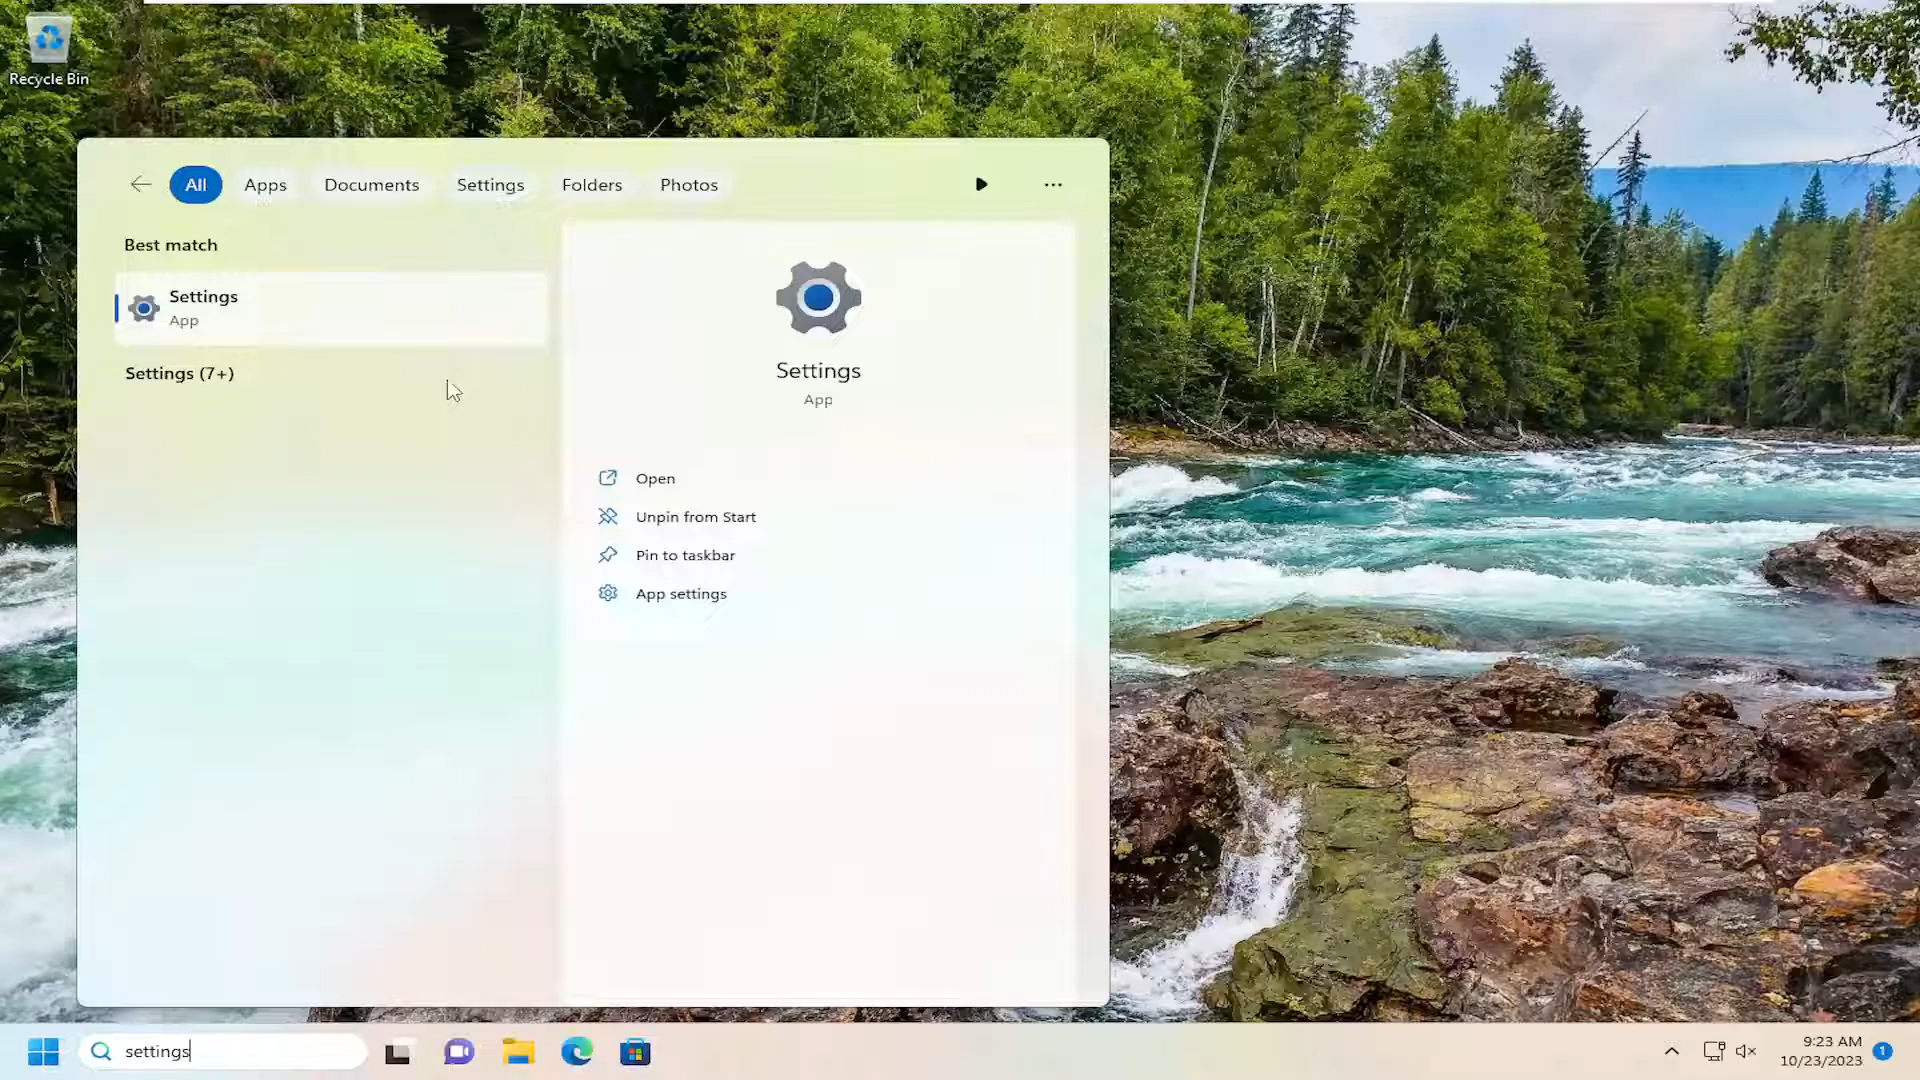 Recycle Bin
All
Apps
Documents
Settings
Folders
Photos
Best match
Settings
App
Settings (7+)
Settings
App
Open
Unpin from Start
Pin to taskbar
App settings
settings
9:23 AM
10/23/2023
1